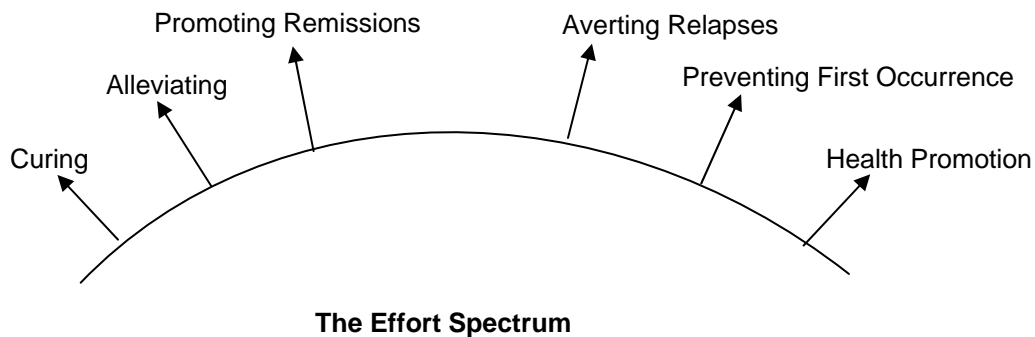 Promoting Remissions
Averting Relapses
Alleviating
Preventing First Occurrence
Curing
Health Promotion
The Effort Spectrum